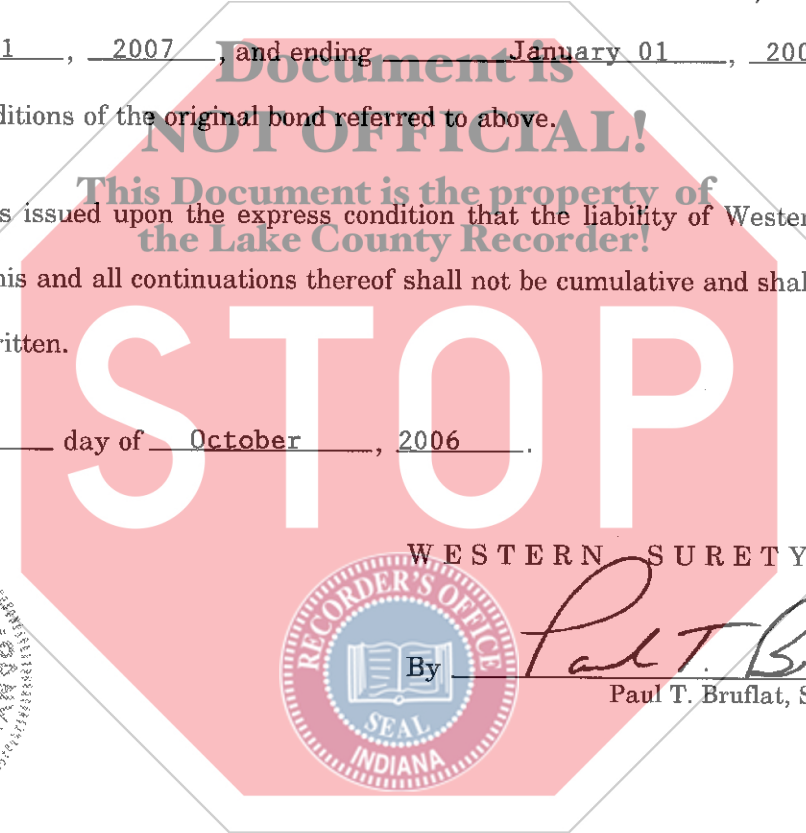 1 , 2007 , and ending January 01 , 200
Document is
ditions of the original bond referred to above.
NOT OFFICIAL!
This Document is the property of
s issued upon the express condition that the liability of Wester
the Lake County Recorder!
his and all continuations thereof shall not be cumulative and shal
ritten.
STOP
day of October , 2006 .
WESTERN SURETY
RECORDER'S OFFICE
SEAL
INDIANA
By Paul T. B
Paul T. Bruflat, S